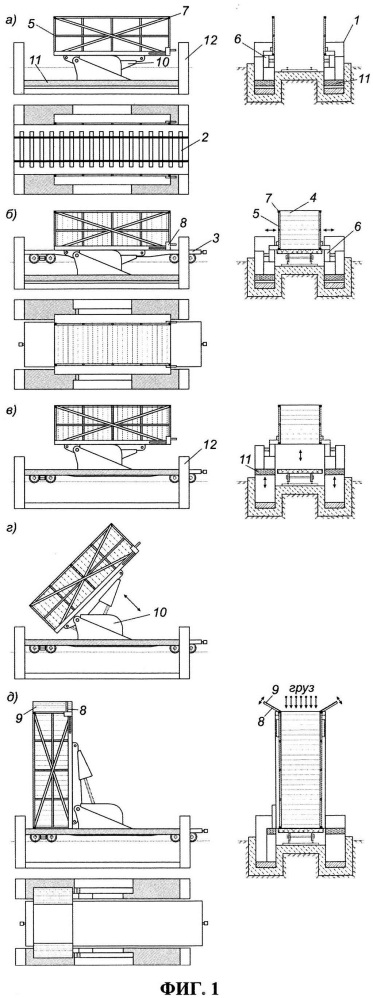 а) 5 7 12 1
11 10 6 11
2
б) 8 3 7 5 4 6
в) 12 11
г) 10
д) 9 8 9 8 груз
ФИГ. 1